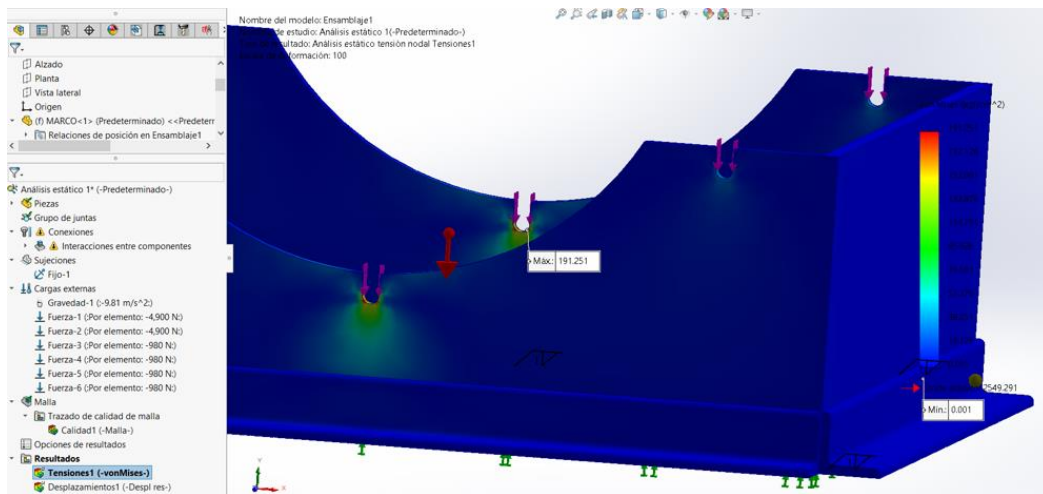 Alzado
Planta
Vista lateral
Origen
(f) MARCO<1> (Predeterminado) <<Predeterr
Relaciones de posición en Ensamblaje1
Análisis estático 1* (-Predeterminado-)
Piezas
Grupo de juntas
Conexiones
Interacciones entre componentes
Sujeciones
Fijo-1
Cargas externas
Gravedad-1 (:-9.81 m/s^2:)
Fuerza-1 (:Por elemento: -4,900 N:)
Fuerza-2 (:Por elemento: -4,900 N:)
Fuerza-3 (:Por elemento: -980 N:)
Fuerza-4 (:Por elemento: -980 N:)
Fuerza-5 (:Por elemento: -980 N:)
Fuerza-6 (:Por elemento: -980 N:)
Malla
Trazado de calidad de malla
Calidad1 (-Malla-)
Opciones de resultados
Resultados
Tensiones1 (-vonMises-)
Desplazamientos1 (-Despl res-)
Nombre del modelo: Ensamblaje1
de estudio: Análisis estático 1(-Predeterminado-)
Análisis estático tensión nodal Tensiones1
formación: 100
^2)
Máx.: 191.251
2549.291
Mín.: 0.001
Y
X